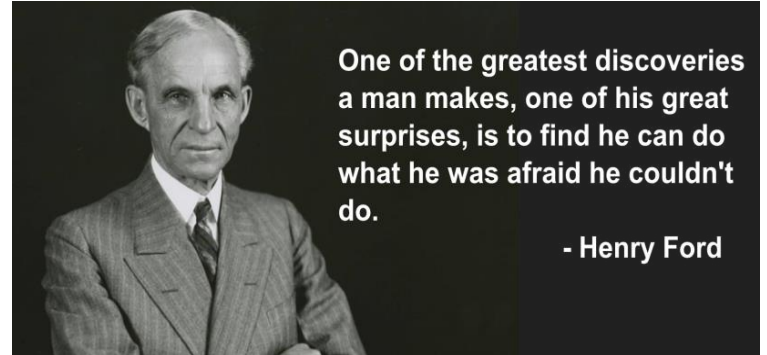 One of the greatest discoveries
a man makes, one of his great
surprises, is to find he can do
what he was afraid he couldn't
do.
- Henry Ford